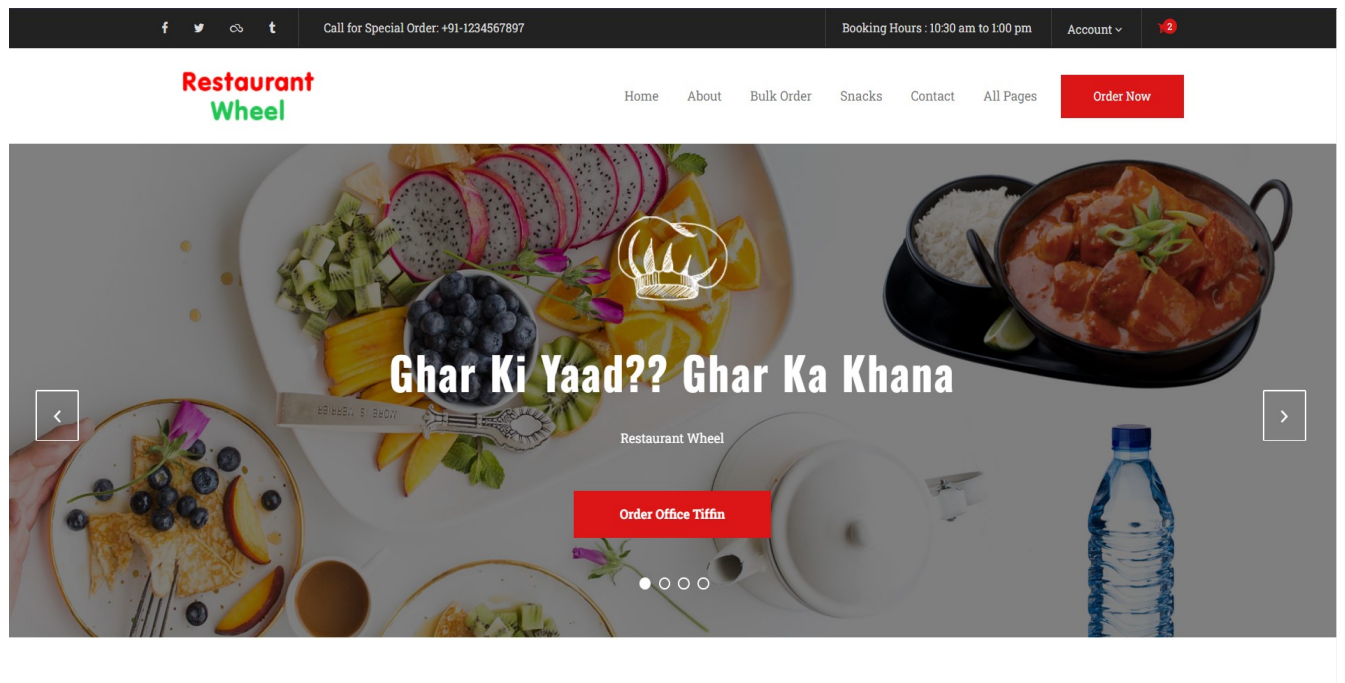 Call for Special Order: +91-1234567897
Booking Hours : 10:30 am to 1:00 pm
Account
2
Restaurant
Wheel
Home About Bulk Order Snacks Contact All Pages Order Now
Ghar Ki Yaad?? Ghar Ka Khana
Restaurant Wheel
Order Office Tiffin